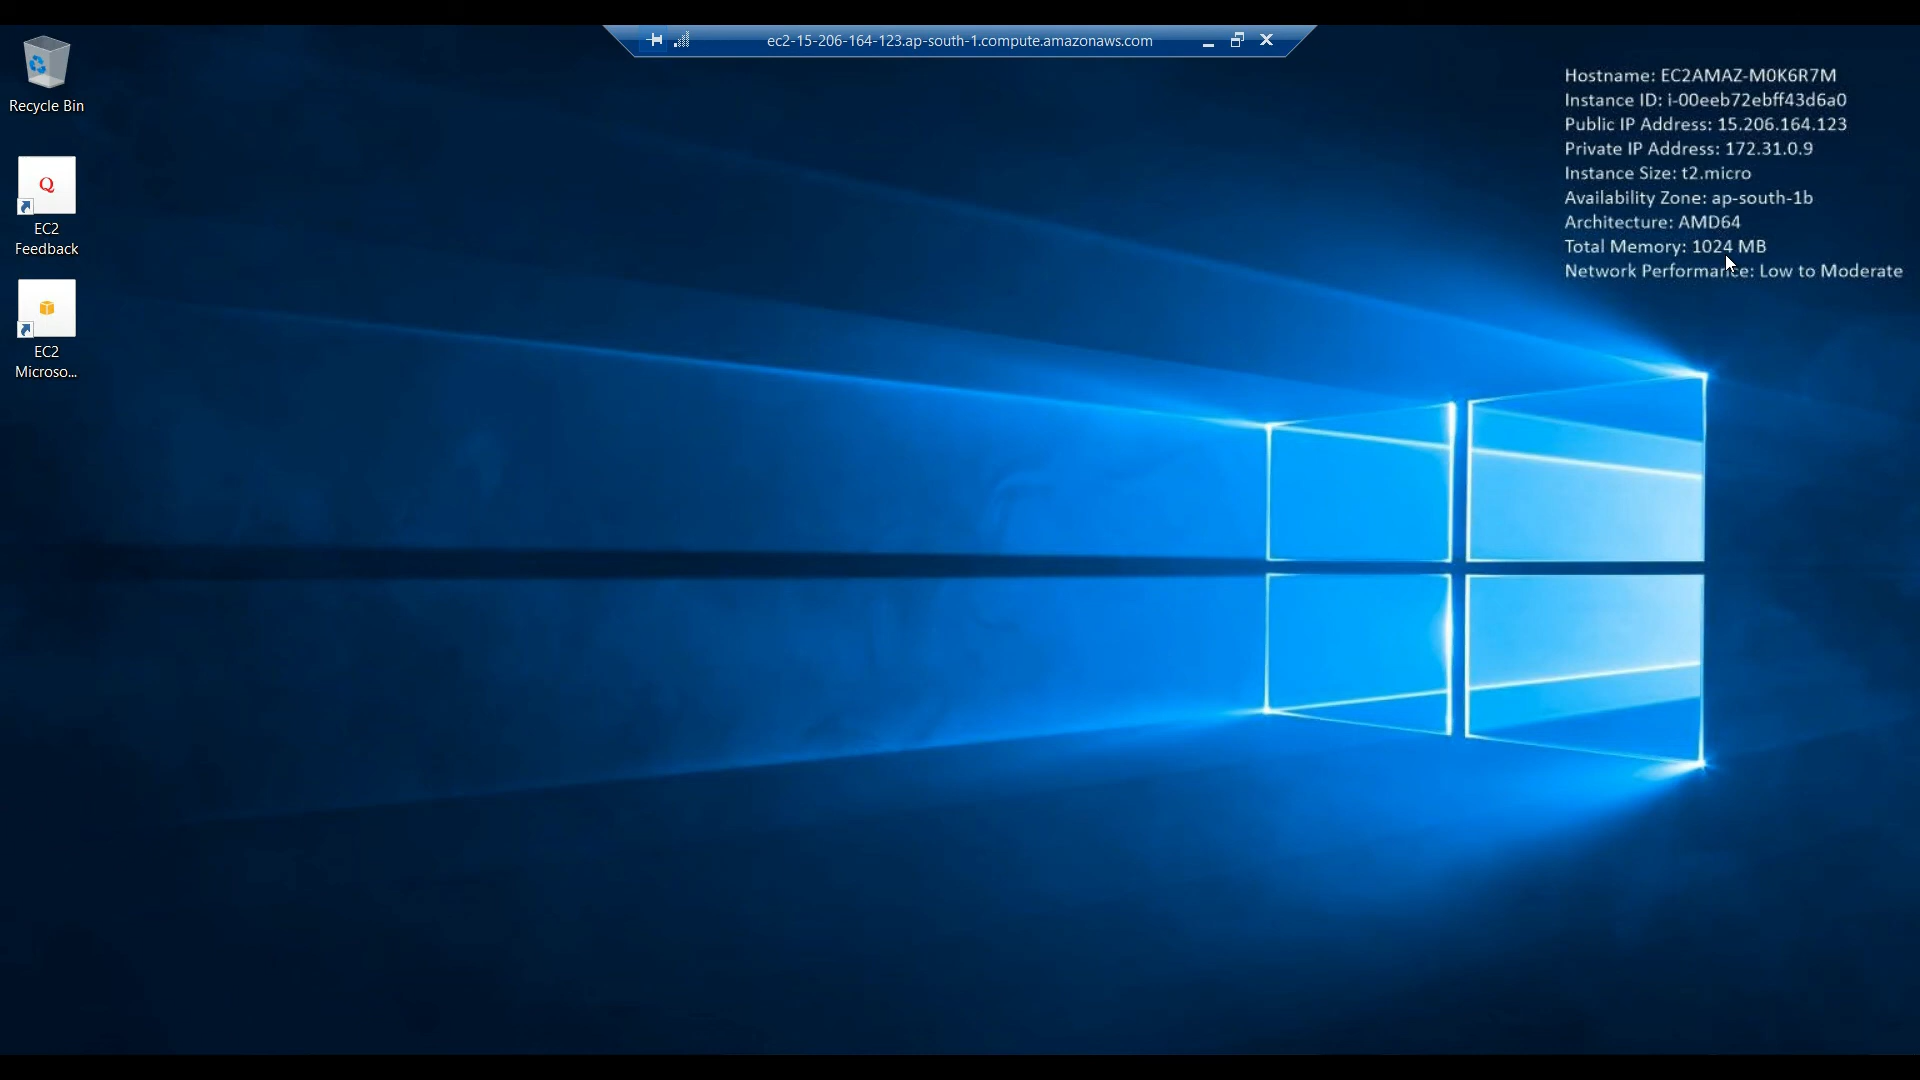 ec2-15-206-164-123.ap-south-1.compute.amazonaws.com
Recycle Bin
Q
EC2
Feedback
EC2
Microso...
Hostname: EC2AMAZ-M0K6R7M
Instance ID: i-00eeb72ebff43d6a0
Public IP Address: 15.206.164.123
Private IP Address: 172.31.0.9
Instance Size: t2.micro
Availability Zone: ap-south-1b
Architecture: AMD64
Total Memory: 1024 MB
Network Performance: Low to Moderate